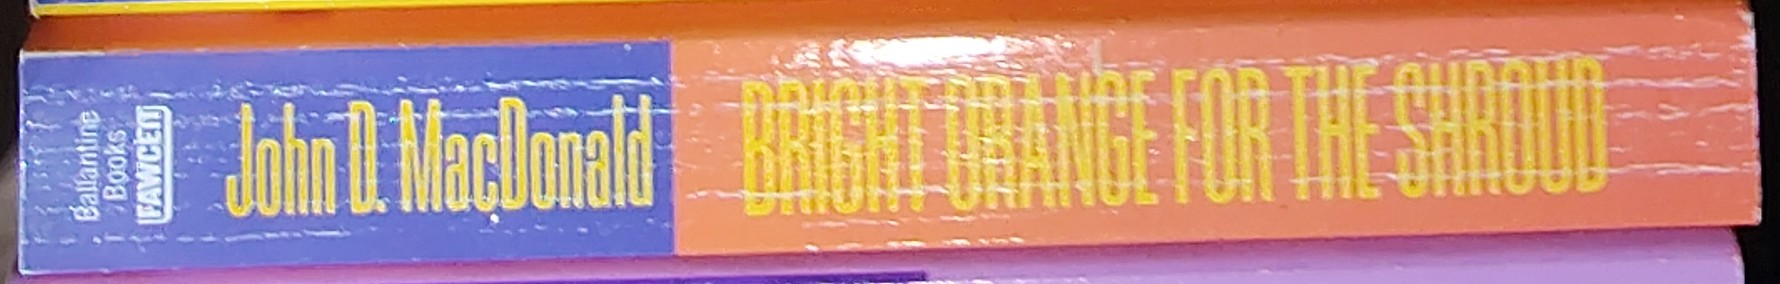 Ballantine
Books
FAWCETT
John D. MacDonald
BRIGHT ORANGE FOR THE SHROUD